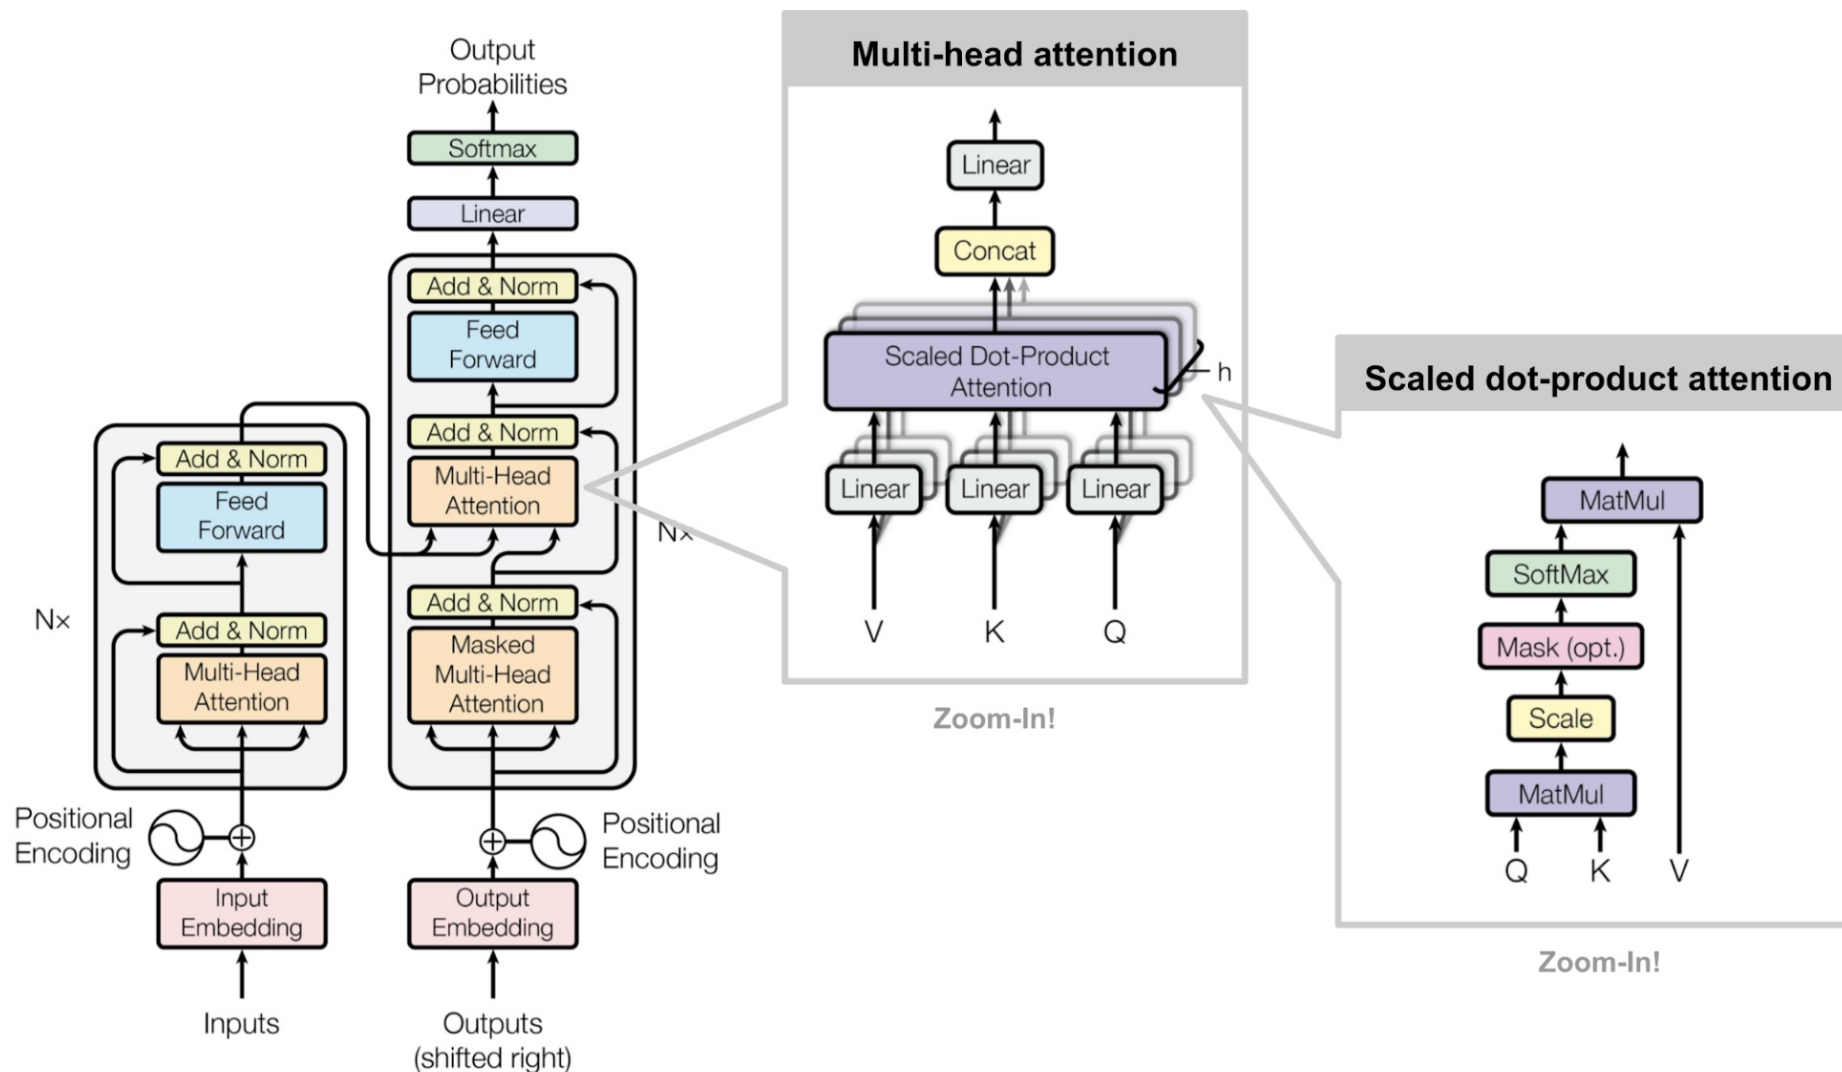 Output
Probabilities
Softmax
Linear
Add & Norm
Feed
Forward
Add & Norm
Multi-Head
Attention
Add & Norm
Masked
Multi-Head
Attention
N×
Add & Norm
Feed
Forward
Add & Norm
Multi-Head
Attention
N×
Positional
Encoding
Positional
Encoding
Input
Embedding
Output
Embedding
Inputs
Outputs
(shifted right)
Multi-head attention
Linear
Concat
Scaled Dot-Product
Attention
h
Linear
Linear
Linear
V
K
Q
Zoom-In!
Scaled dot-product attention
MatMul
SoftMax
Mask (opt.)
Scale
MatMul
Q
K
V
Zoom-In!